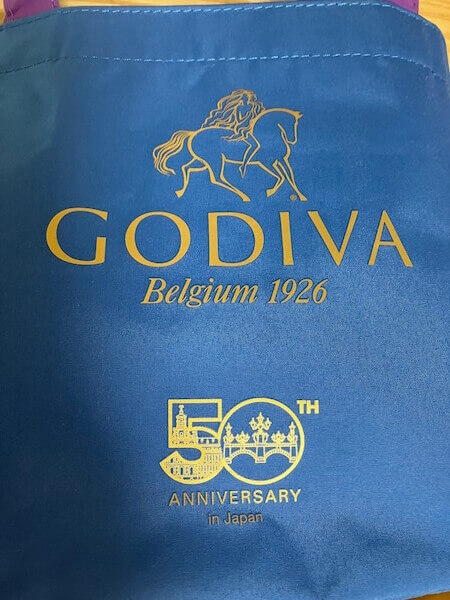 GODIVA
Belgium 1926
50TH
ANNIVERSARY
in Japan